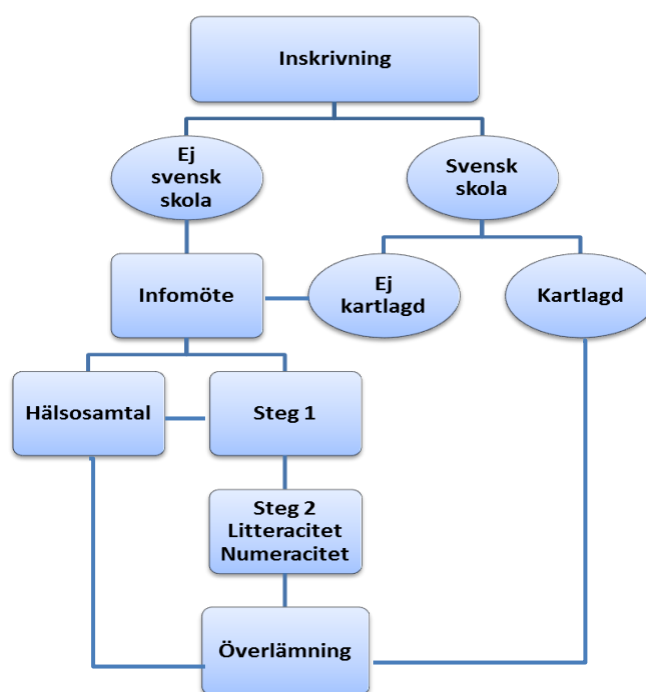 Inskrivning
Ej
svensk
skola
Svensk
skola
Infomöte
Ej
kartlagd
Kartlagd
Hälsosamtal
Steg 1
Steg 2
Litteracitet
Numeracitet
Överlämning